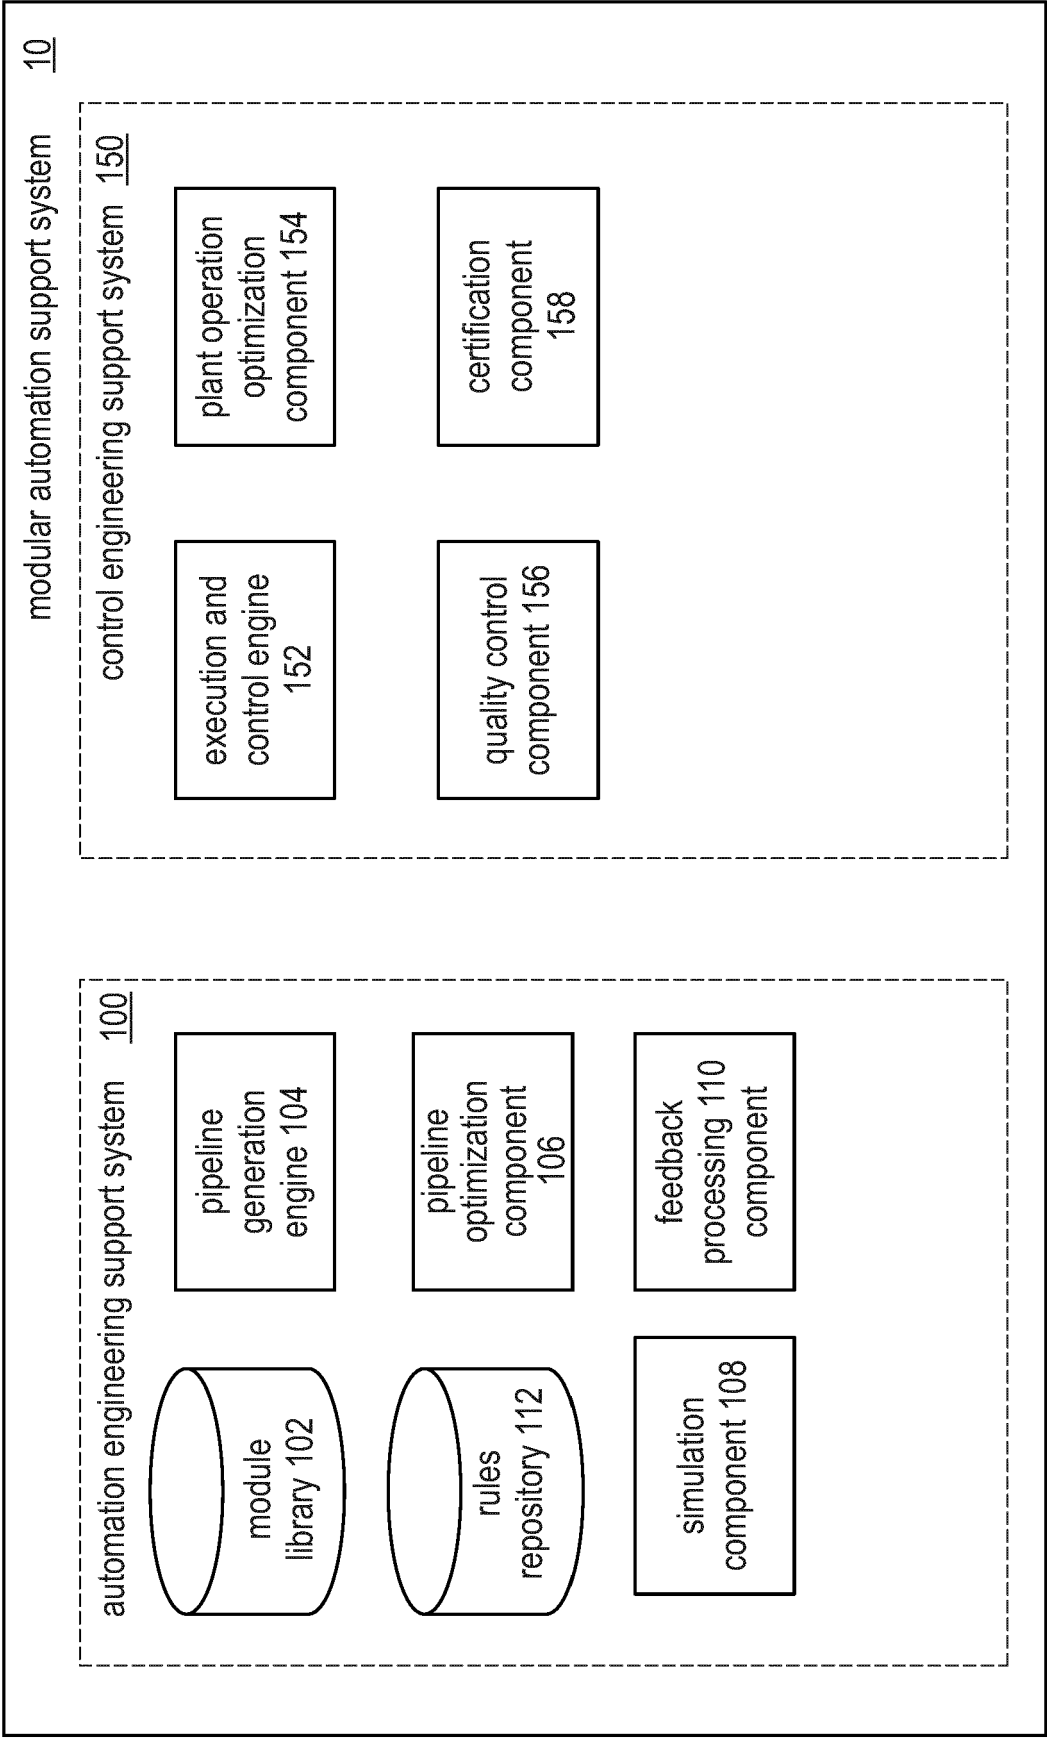 modular automation support system 10
automation engineering support system 100
module
library 102
pipeline
generation
engine 104
rules
repository 112
pipeline
optimization
component
106
simulation
component 108
feedback
processing 110
component
control engineering support system 150
execution and
control engine
152
plant operation
optimization
component 154
quality control
component 156
certification
component
158